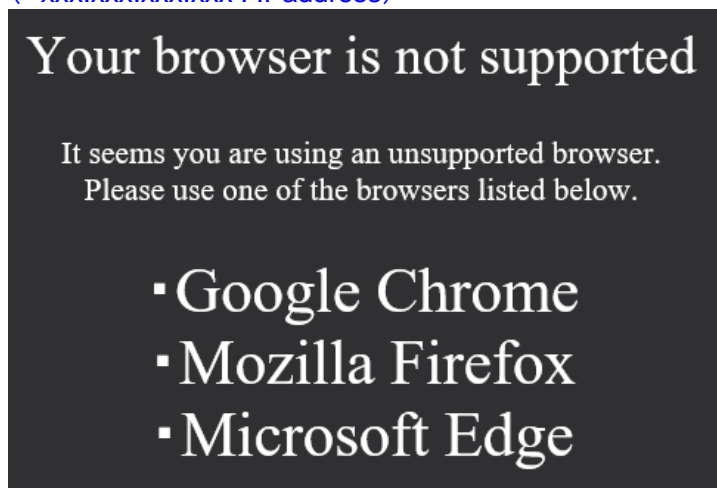 Your browser is not supported
It seems you are using an unsupported browser.
Please use one of the browsers listed below.
▪Google Chrome
▪Mozilla Firefox
▪Microsoft Edge